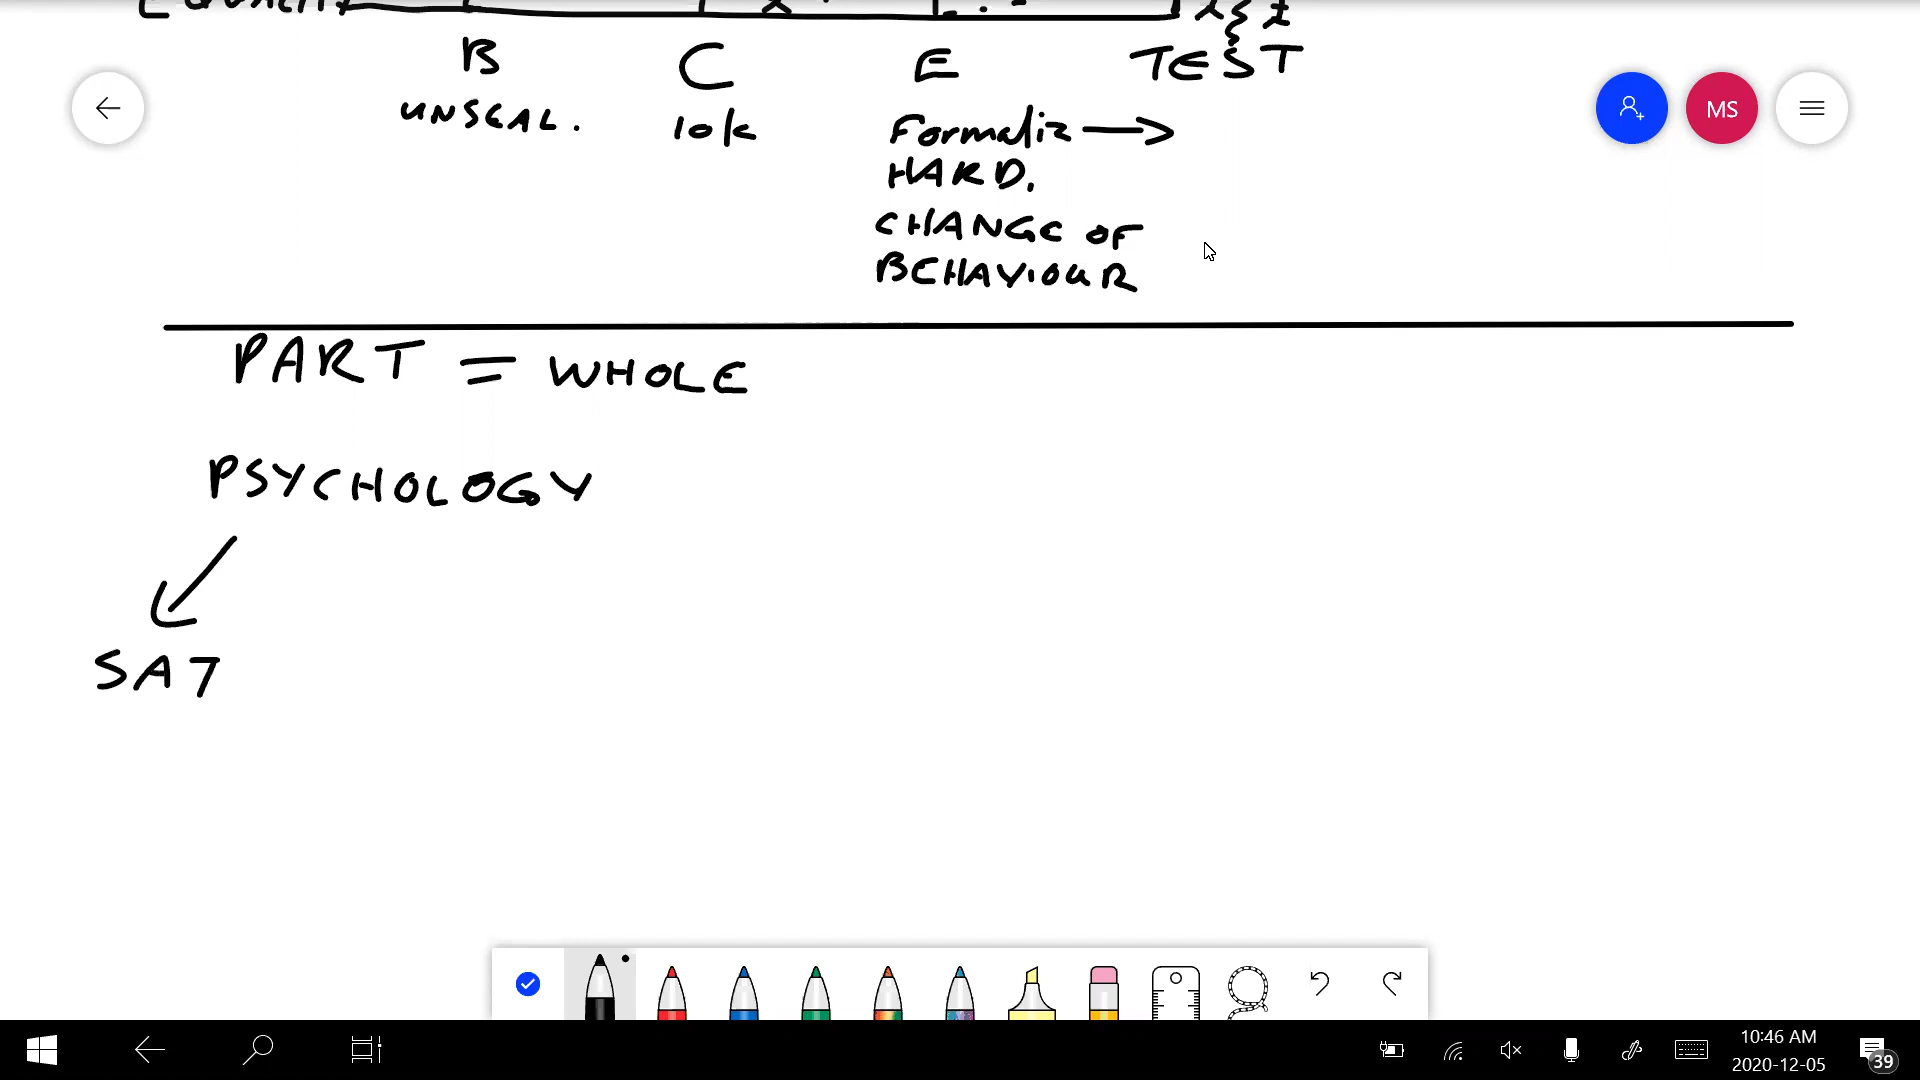 B C E TEST
UNSCAL. 10k Formaliz
HARD.
CHANGE OF
BEHAVIOUR
MS
PART = WHOLE
PSYCHOLOGY
SAT
10:46 AM
2020-12-05
39